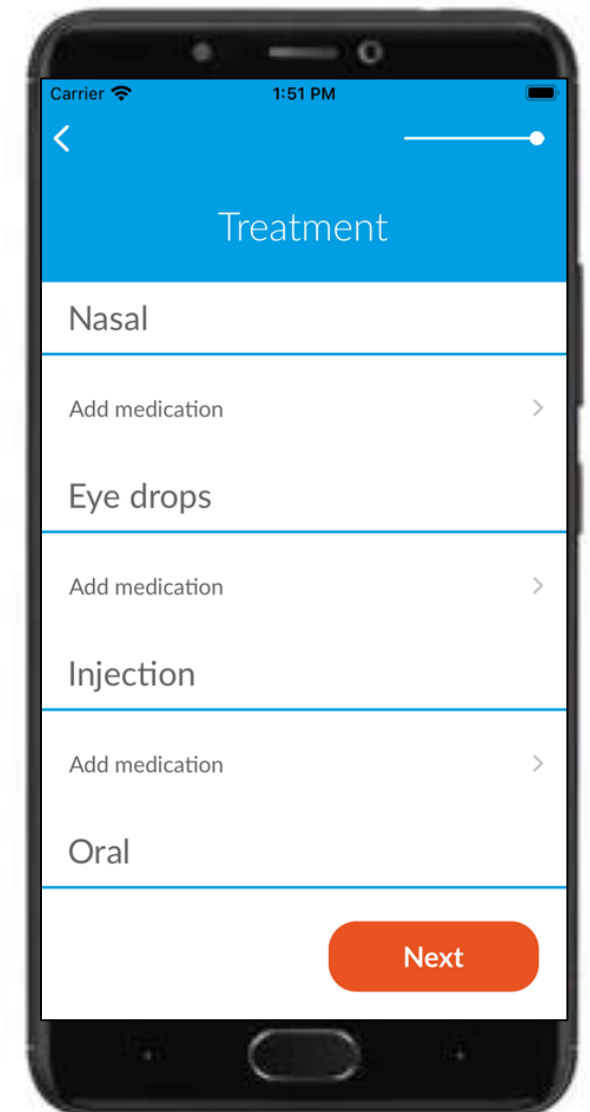 Carrier
1:51 PM
Treatment
Nasal
Add medication
Eye drops
Add medication
Injection
Add medication
Oral
Next